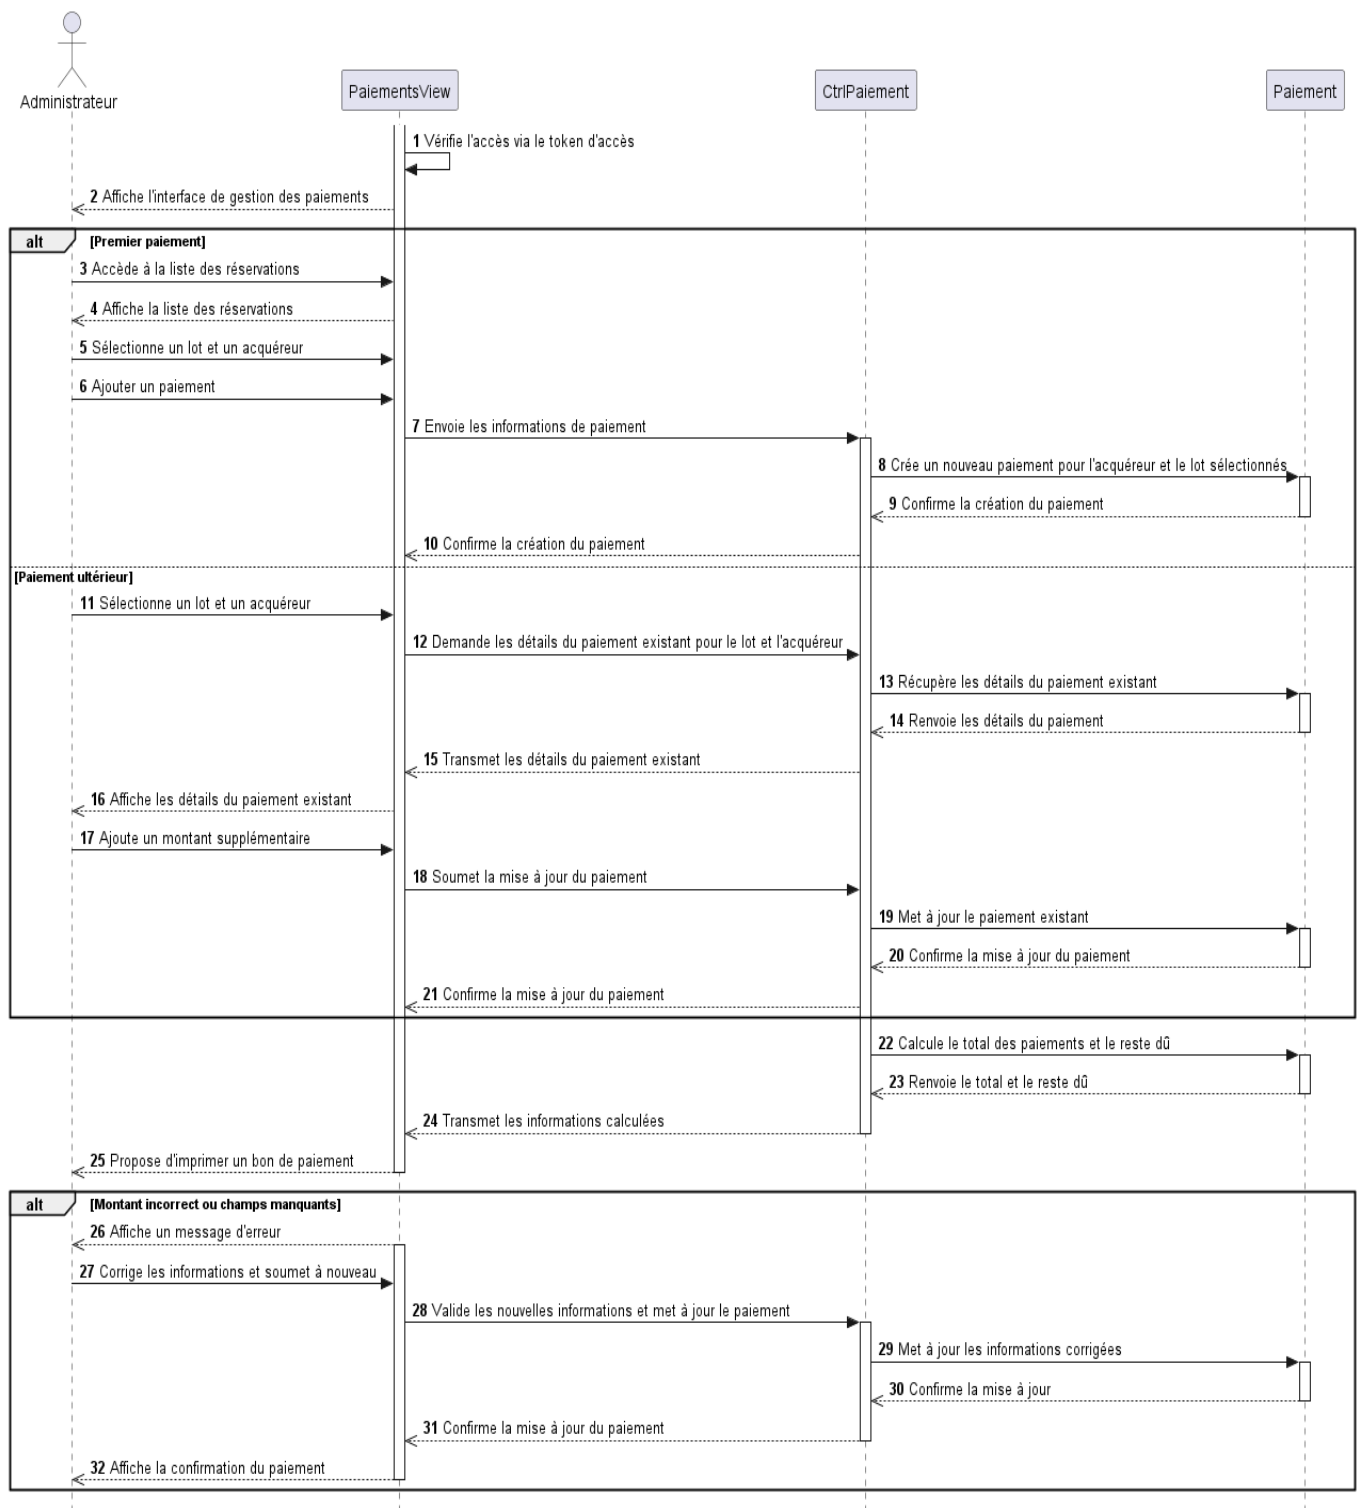 Administrateur
PaiementsView
CtrlPaiement
Paiement
1 Vérifie l'accès via le token d'accès
2 Affiche l'interface de gestion des paiements
alt [Premier paiement]
3 Accède à la liste des réservations
4 Affiche la liste des réservations
5 Sélectionne un lot et un acquéreur
6 Ajouter un paiement
7 Envoie les informations de paiement
8 Crée un nouveau paiement pour l'acquéreur et le lot sélectionnés
9 Confirme la création du paiement
10 Confirme la création du paiement
[Paiement ultérieur]
11 Sélectionne un lot et un acquéreur
12 Demande les détails du paiement existant pour le lot et l'acquéreur
13 Récupère les détails du paiement existant
14 Renvoie les détails du paiement
15 Transmet les détails du paiement existant
16 Affiche les détails du paiement existant
17 Ajoute un montant supplémentaire
18 Soumet la mise à jour du paiement
19 Met à jour le paiement existant
20 Confirme la mise à jour du paiement
21 Confirme la mise à jour du paiement
22 Calcule le total des paiements et le reste dû
23 Renvoie le total et le reste dû
24 Transmet les informations calculées
25 Propose d'imprimer un bon de paiement
alt [Montant incorrect ou champs manquants]
26 Affiche un message d'erreur
27 Corrige les informations et soumet à nouveau
28 Valide les nouvelles informations et met à jour le paiement
29 Met à jour les informations corrigées
30 Confirme la mise à jour
31 Confirme la mise à jour du paiement
32 Affiche la confirmation du paiement